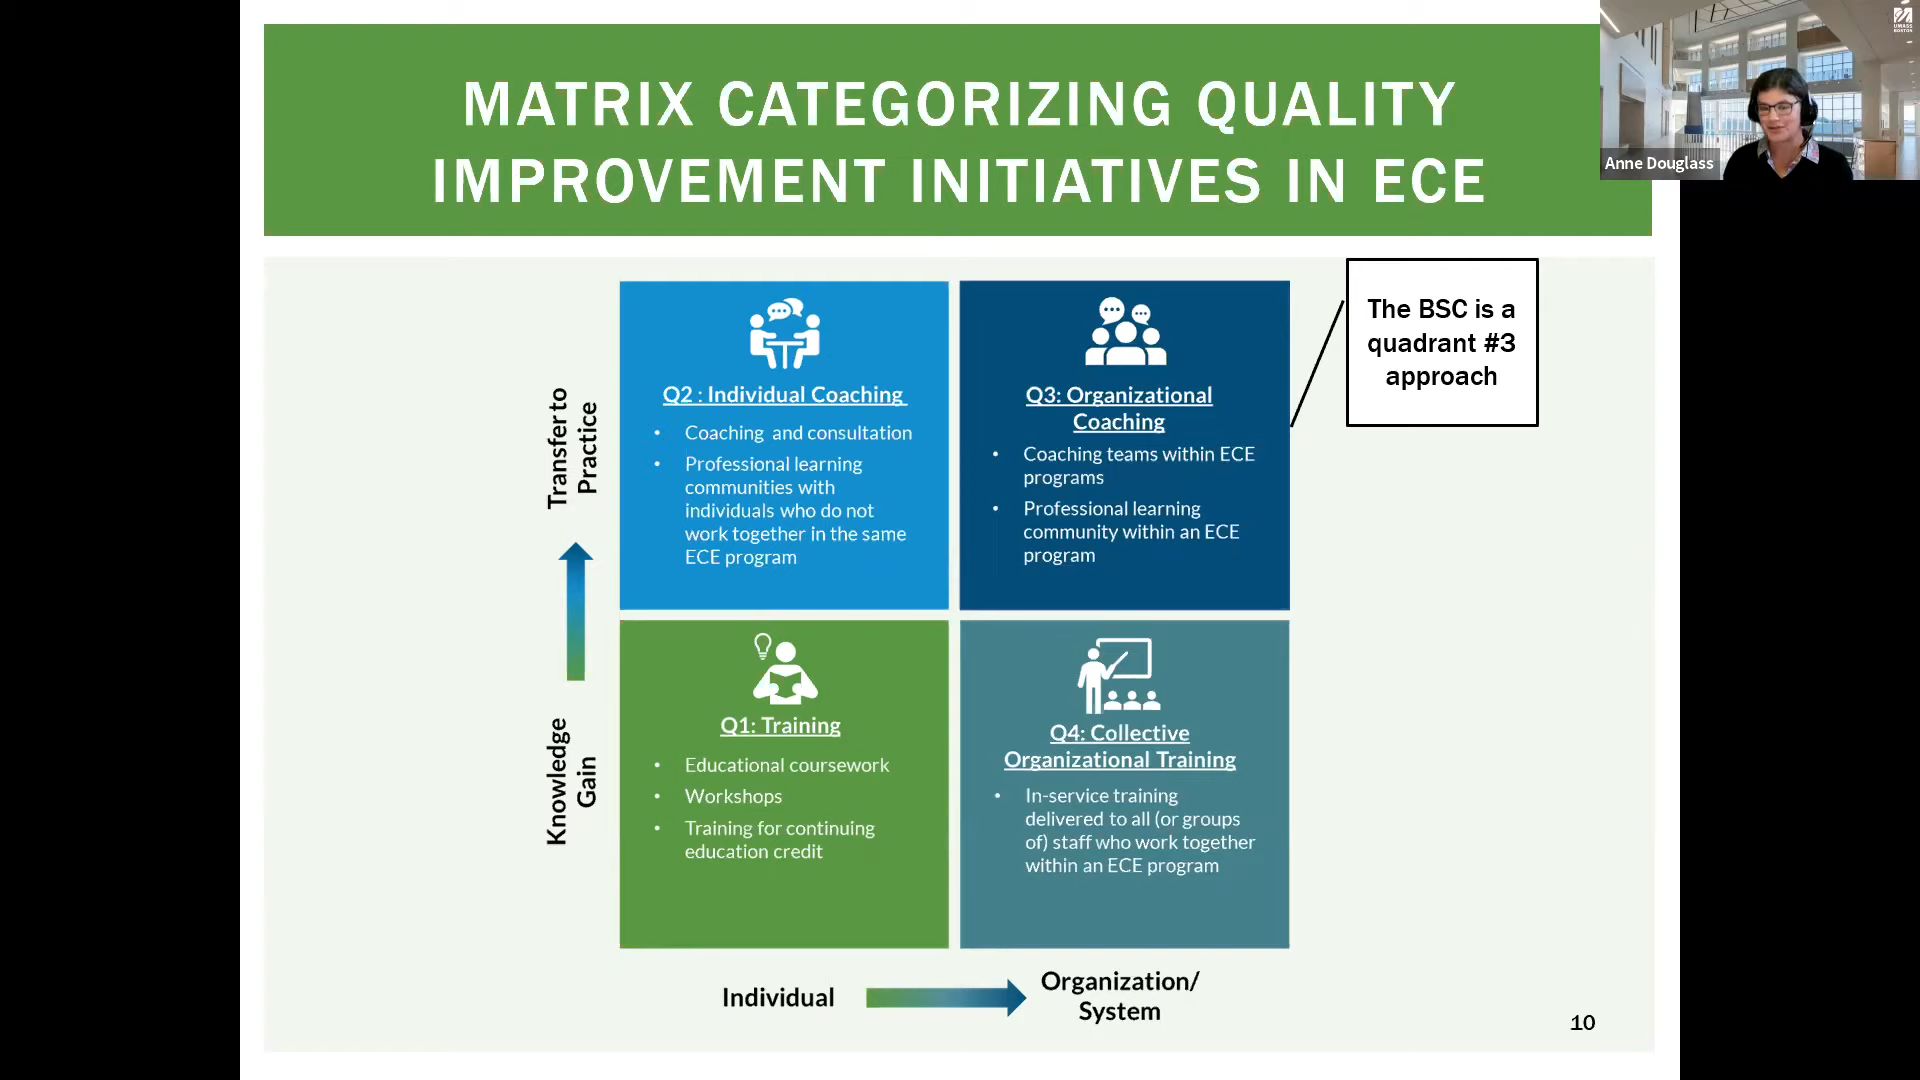 MATRIX CATEGORIZING QUALITY
IMPROVEMENT INITIATIVES IN ECE
UMASS
BOSTON
Anne Douglass
The BSC is a
quadrant #3
approach
Transfer to
Practice
Q2 : Individual Coaching
• Coaching and consultation
• Professional learning
communities with
individuals who do not
work together in the same
ECE program
Q3: Organizational
Coaching
• Coaching teams within ECE
programs
• Professional learning
community within an ECE
program
Knowledge
Gain
Q1: Training
• Educational coursework
• Workshops
• Training for continuing
education credit
Q4: Collective
Organizational Training
• In-service training
delivered to all (or groups
of) staff who work together
within an ECE program
Individual
Organization/
System
10